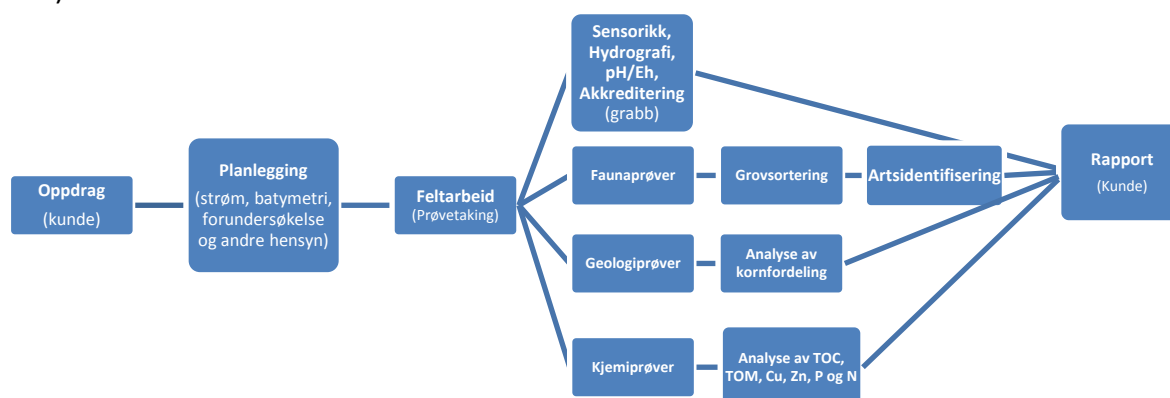 Oppdrag
(kunde)
Planlegging
(strøm, batymetri,
forundersøkelse
og andre hensyn)
Feltarbeid
(Prøvetaking)
Sensorikk,
Hydrografi,
pH/Eh,
Akkreditering
(grabb)
Faunaprøver
Grovsortering
Artsidentifisering
Geologiprøver
Analyse av
kornfordeling
Kjemiprøver
Analyse av TOC,
TOM, Cu, Zn, P og N
Rapport
(Kunde)